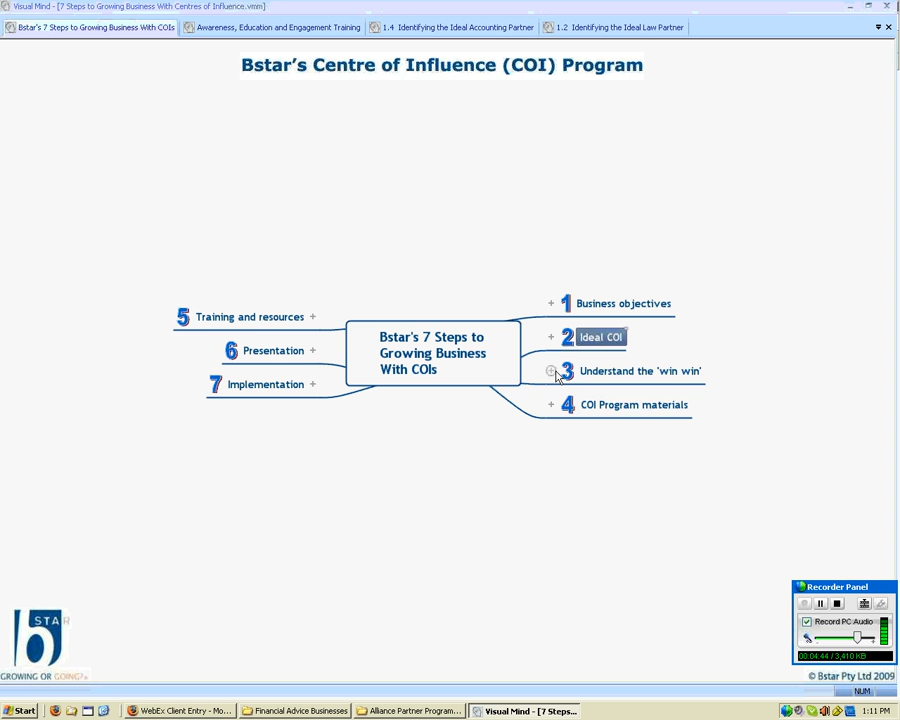 Visual Mind - [7 Steps to Growing Business With Centres of Influence.vmm]
Bstar's 7 Steps to Growing Business With COIs
Awareness, Education and Engagement Training
1.4 Identifying the Ideal Accounting Partner
1.2 Identifying the Ideal Law Partner
Bstar's Centre of Influence (COI) Program
1 Business objectives
5 Training and resources
Bstar's 7 Steps to
Growing Business
With COIs
2 Ideal COI
6 Presentation
3 Understand the 'win win'
7 Implementation
4 COI Program materials
Recorder Panel
Record PC Audio
00:04:44 / 3,410 KB
b STAR
GROWING OR GOING?
© Bstar Pty Ltd 2009
NUM
Start
WebEx Client Entry - Mo...
Financial Advice Businesses
Alliance Partner Program...
Visual Mind - [7 Steps...
1:11 PM